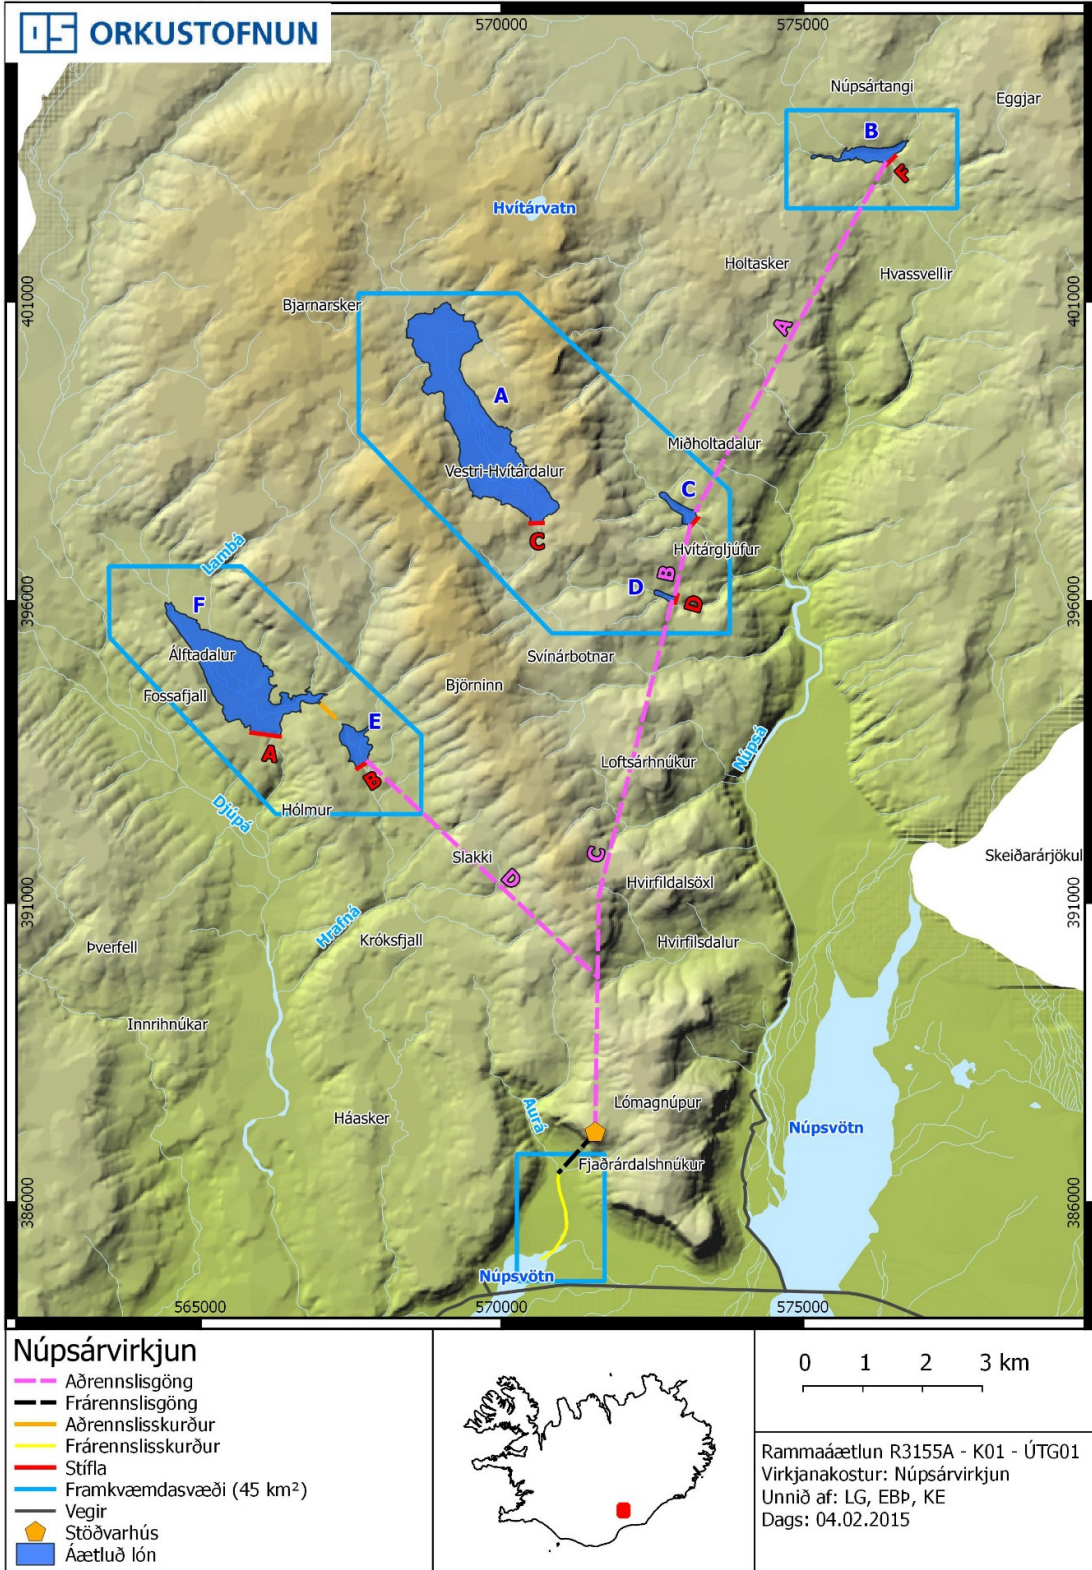 ORKUSTOFNUN
570000
575000
Núpsártangi
Eggjar
B
F
Hvítárvatn
Holtasker
Hvassvellir
401000
401000
Bjarnarsker
A
A
Miðholtadalur
Vestri-Hvítárdalur
C
C
Hvítárgljúfur
Lambá
B
D
D
396000
396000
F
Svínárbotnar
Álftadalur
Björninn
Fossafjall
E
A
B
Loftsárhnúkur
Núpsá
Hólmur
Djúpá
Slakki
C
D
Skeiðarárjökul
Hvirfildalsöxl
391000
391000
Hrafná
Króksfjall
Hvirfilsdalur
Þverfell
Innrihnúkar
Háasker
Aurá
Lómagnúpur
Núpsvötn
Fjaðrárdalshnúkur
386000
386000
Núpsvötn
565000
570000
575000
Núpsárvirkjun
Aðrennslisgöng
Frárennslisgöng
Aðrennslisskurður
Frárennslisskurður
Stífla
Framkvæmdasvæði (45 km²)
Vegir
Stöðvarhús
Áætluð lón
0 1 2 3 km
Rammaáætlun R3155A - K01 - ÚTG01
Virkjanakostur: Núpsárvirkjun
Unnið af: LG, EBÞ, KE
Dags: 04.02.2015